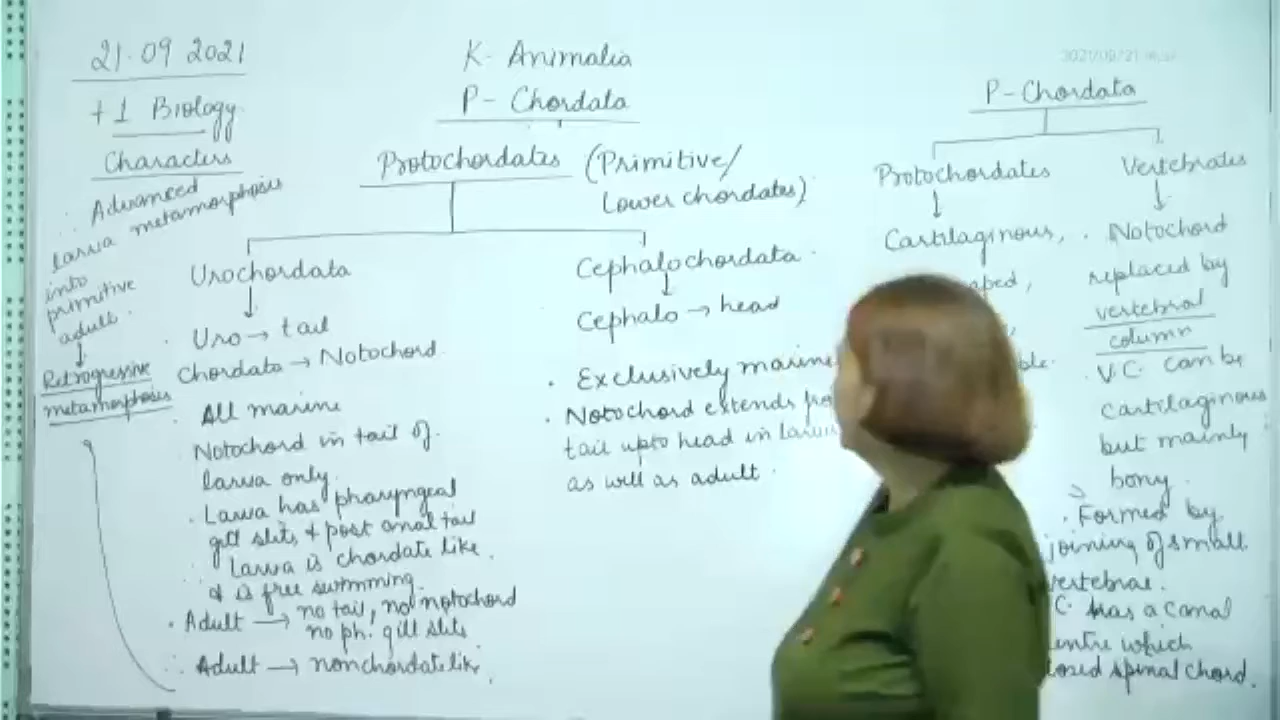 21.09 2021
+1 Biology
Characters
∴ Advanced
larva metamorphosis
into
primitive
adult.
↓
Retrogressive
metamorphosis
K- Animalia
P- Chordata
Protochordates (Primitive/
Lower chordates)
Urochordata
↓
Uro → tail
Chordata → Notochord
All marine
Notochord in tail of
larva only.
Larva has pharyngeal
gill slits & post anal tail
Larva is chordate like
& is free swimming.
Adult → no tail, no notochord
no ph. gill slits
∴ Adult → nonchordate like
Cephalochordata
↓
Cephalo → head
Exclusively marine
Notochord extends
tail upto head in
as well as adult.
P- Chordata
Protochordates
↓
Cartilaginous,
Vertebrates
↓
Notochord
replaced by
vertebral
column
V.C. can be
cartilaginous
but mainly
bony.
Formed by
joining of small
vertebrae.
C. has a canal
which
spinal chord.